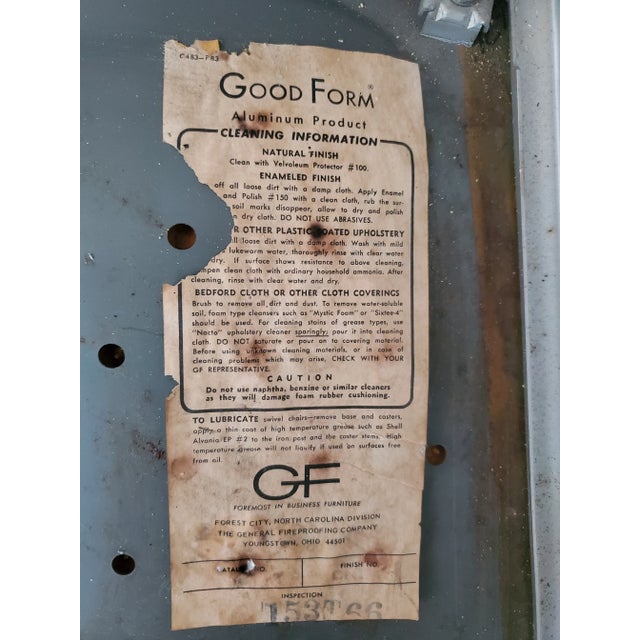 C483-P83
GOOD FORM®
Aluminum Product
CLEANING INFORMATION
NATURAL FINISH
Clean with Velvoleum Protector #100.
ENAMELED FINISH
off all loose dirt with a damp cloth. Apply Enamel
and Polish #150 with a clean cloth, rub the sur-
soil marks disappear, allow to dry and polish
n dry cloth. DO NOT USE ABRASIVES.
R OTHER PLASTIC COATED UPHOLSTERY
ll loose dirt with a damp cloth. Wash with mild
lukewarm water, thoroughly rinse with clear water
dry. If surface shows resistance to above cleaning,
mpen clean cloth with ordinary household ammonia. After
cleaning, rinse with clear water and dry.
BEDFORD CLOTH OR OTHER CLOTH COVERINGS
Brush to remove all dirt and dust. To remove water-soluble
soil, foam type cleansers such as "Mystic Foam" or "Sixtee-4"
should be used. For cleaning stains of grease types, use
"Nocto" upholstery cleaner sparingly; pour it into cleaning
cloth. DO NOT saturate or pour on to covering material.
Before using unknown cleaning materials, or in case of
cleaning problems which may arise, CHECK WITH YOUR
GF REPRESENTATIVE.
CAUTION
Do not use naphtha, benzine or similar cleaners
as they will damage foam rubber cushioning.
TO LUBRICATE swivel chairs—remove base and casters,
apply a thin coat of high temperature grease such as Shell
Alvania EP #2 to the iron post and the caster stems. High
temperature grease will not liquify if used on surfaces free
from oil.
GF
FOREMOST IN BUSINESS FURNITURE
FOREST CITY, NORTH CAROLINA DIVISION
THE GENERAL FIREPROOFING COMPANY
YOUNGSTOWN, OHIO 44501
CATALOG NO. FINISH NO.
INSPECTION
153T66